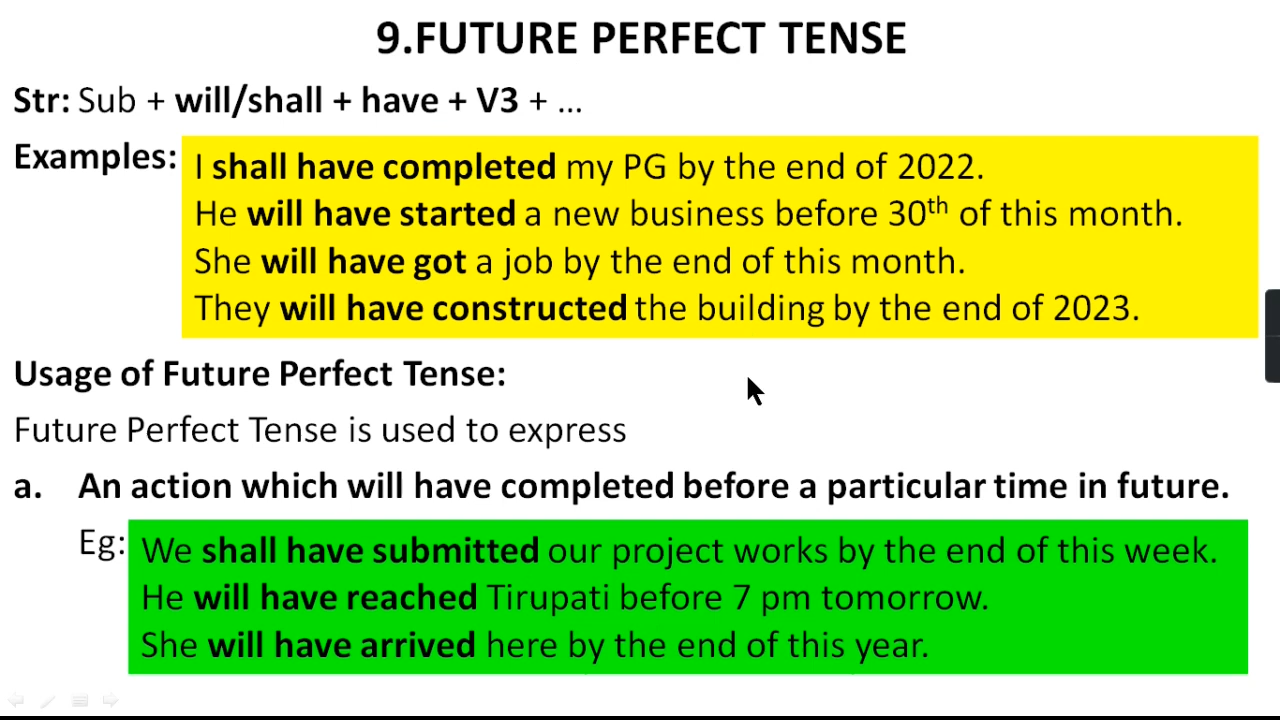 9.FUTURE PERFECT TENSE
Str: Sub + will/shall + have + V3 + ...
Examples: I shall have completed my PG by the end of 2022.
He will have started a new business before 30th of this month.
She will have got a job by the end of this month.
They will have constructed the building by the end of 2023.
Usage of Future Perfect Tense:
Future Perfect Tense is used to express
a. An action which will have completed before a particular time in future.
Eg: We shall have submitted our project works by the end of this week.
He will have reached Tirupati before 7 pm tomorrow.
She will have arrived here by the end of this year.